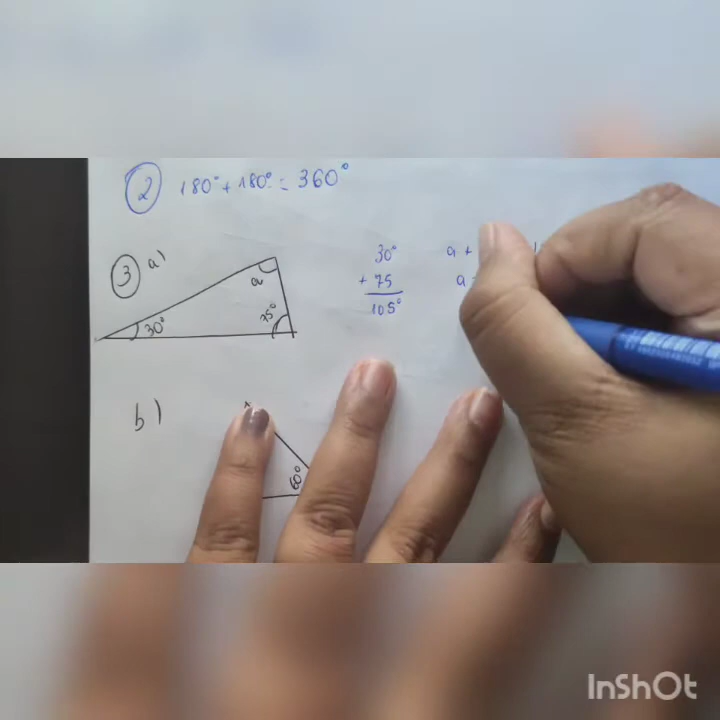 2 180° + 180° = 360°
3 a)
a
30°
75°
30°
+ 75
105°
a +
a
b)
60°
InShOt